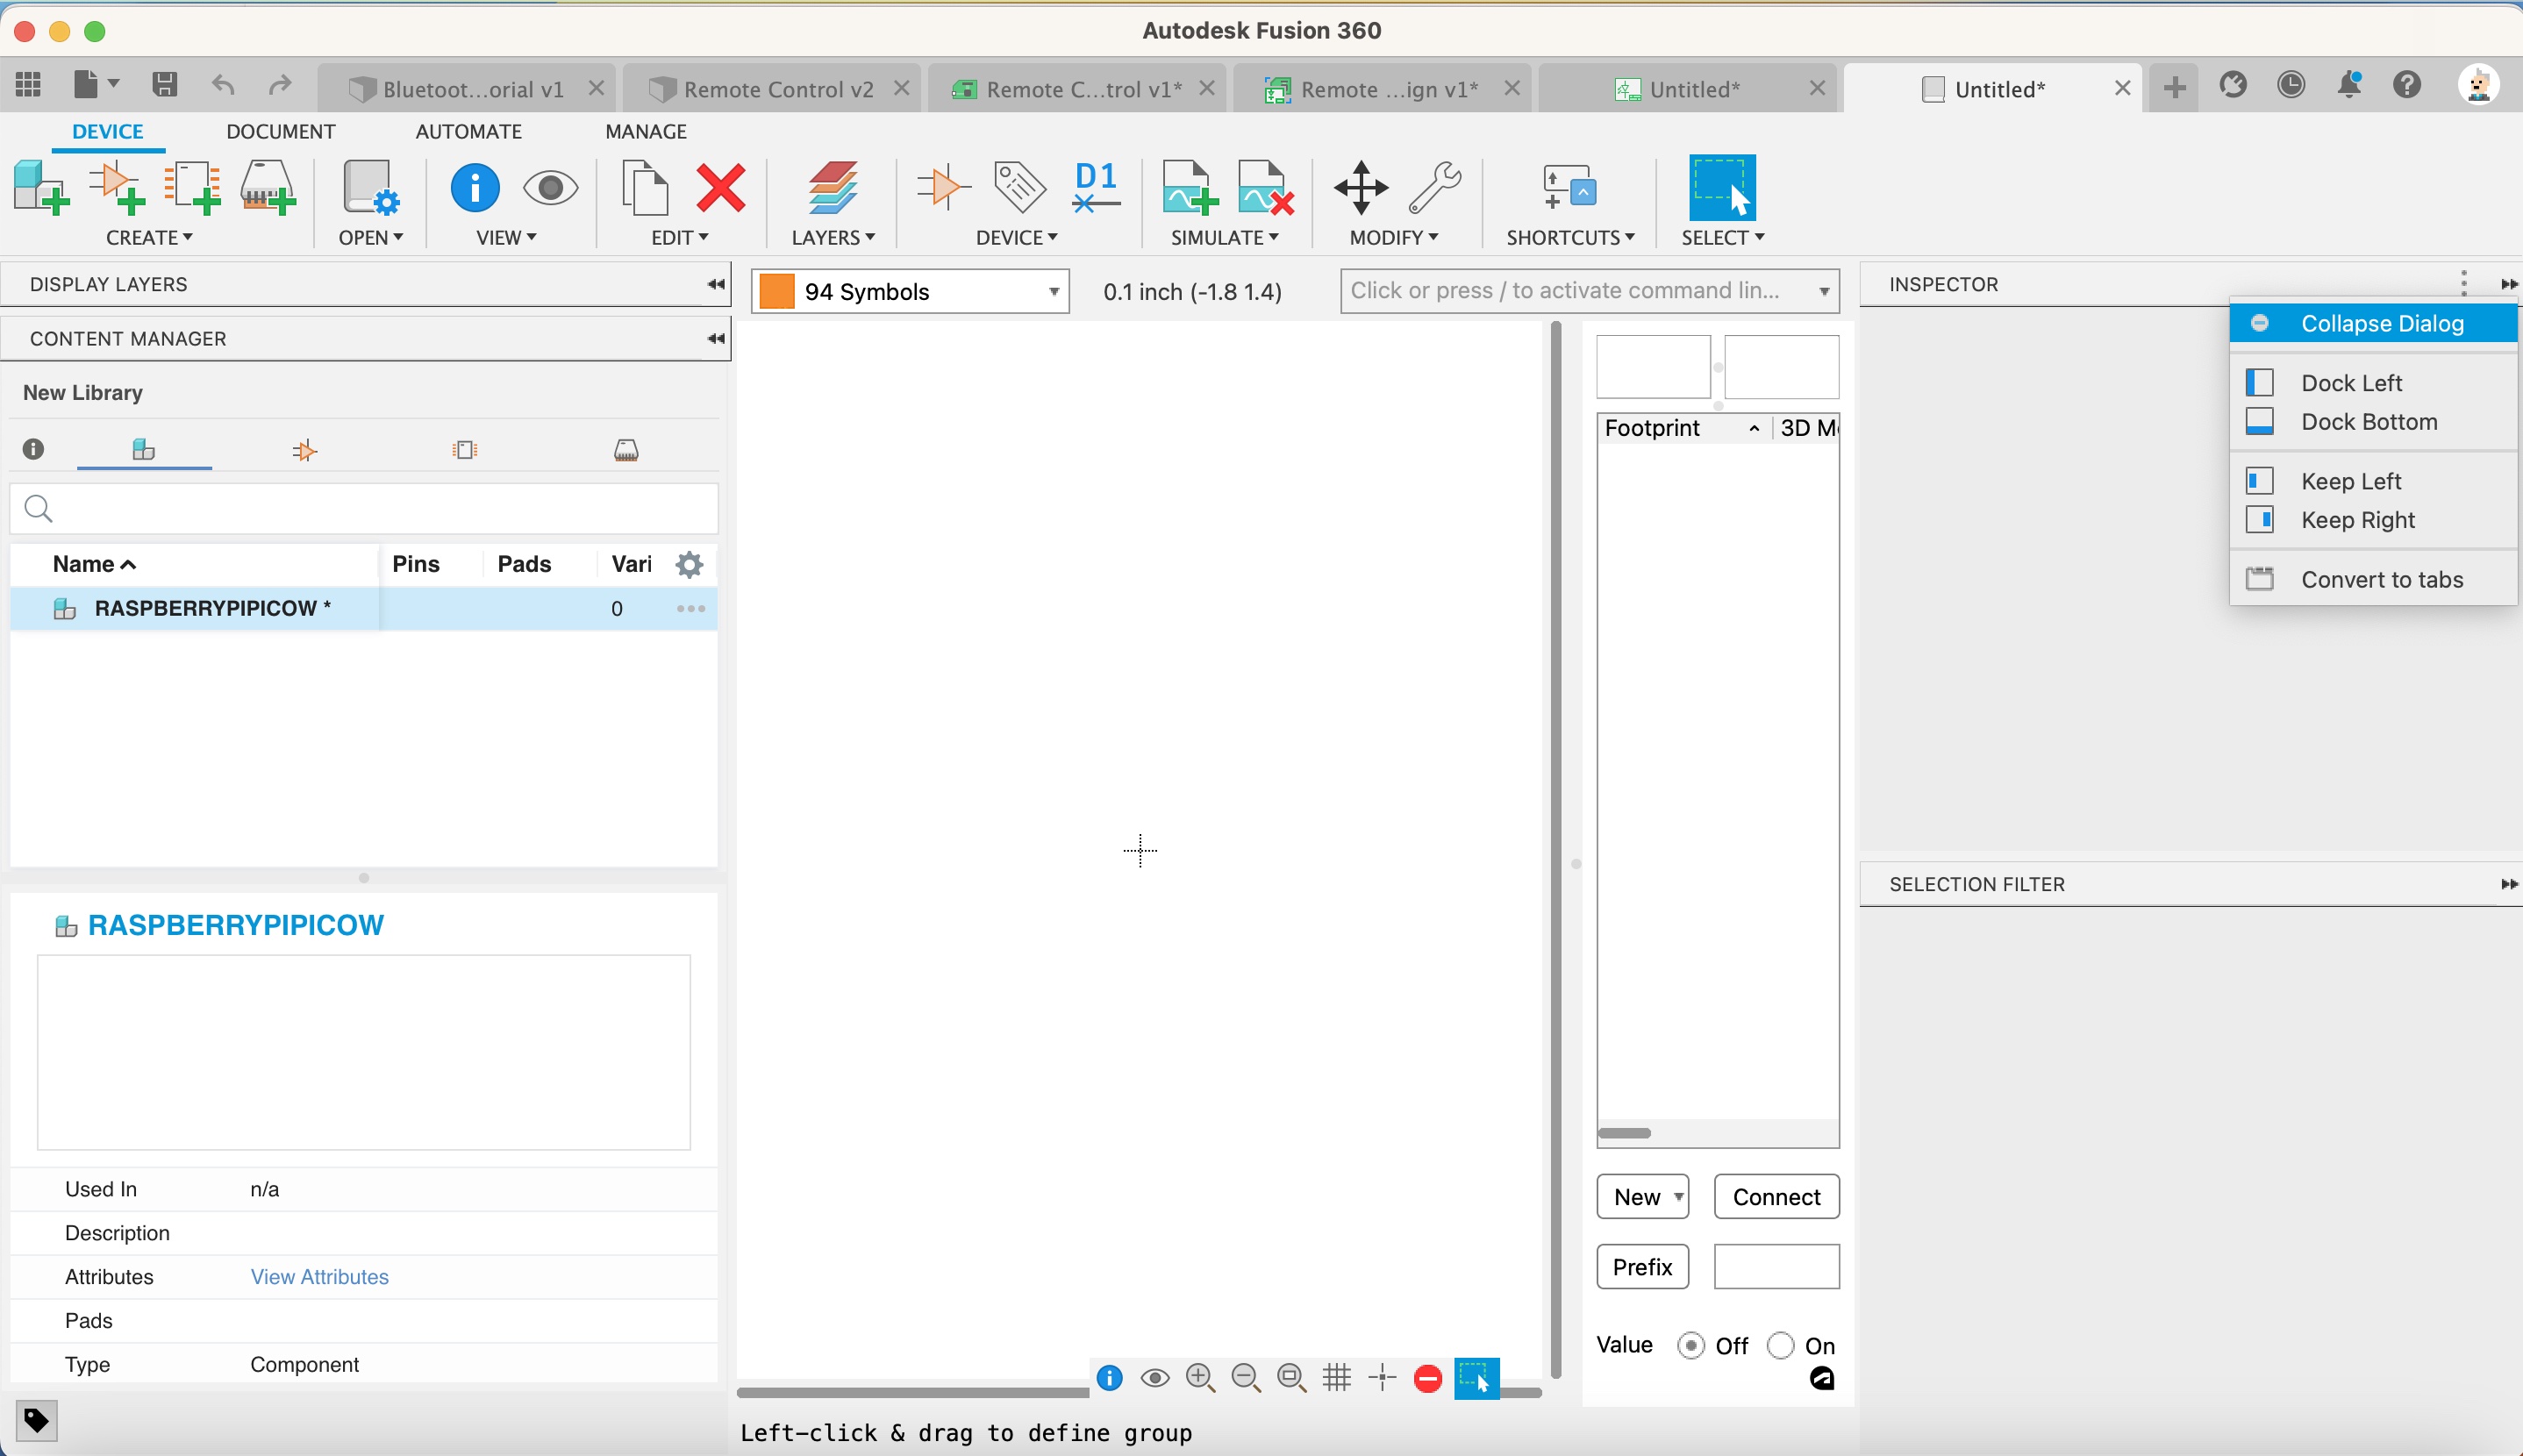 Autodesk Fusion 360
Bluetoot...orial v1
Remote Control v2
Remote C...trol v1*
Remote ...ign v1*
Untitled*
Untitled*
DEVICE DOCUMENT AUTOMATE MANAGE
D1
CREATE OPEN VIEW EDIT LAYERS DEVICE SIMULATE MODIFY SHORTCUTS SELECT
DISPLAY LAYERS
94 Symbols
0.1 inch (-1.8 1.4)
Click or press / to activate command lin...
INSPECTOR
Collapse Dialog
Dock Left
Dock Bottom
Keep Left
Keep Right
Convert to tabs
CONTENT MANAGER
New Library
Name Pins Pads Vari
RASPBERRYPIPICOW * 0
RASPBERRYPIPICOW
Used In n/a
Description
Attributes View Attributes
Pads
Type Component
Footprint 3D M
New Connect
Prefix
Value Off On
SELECTION FILTER
Left-click & drag to define group